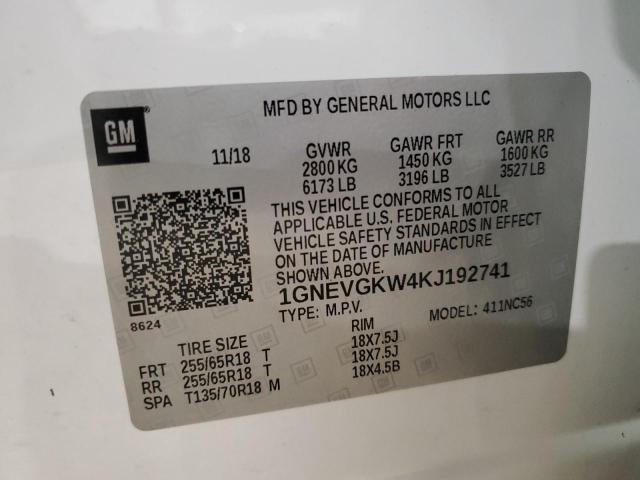 MFD BY GENERAL MOTORS LLC
GM
11/18 GVWR GAWR FRT GAWR RR
2800 KG 1450 KG 1600 KG
6173 LB 3196 LB 3527 LB
THIS VEHICLE CONFORMS TO ALL
APPLICABLE U.S. FEDERAL MOTOR
VEHICLE SAFETY STANDARDS IN EFFECT
ON THE DATE OF MANUFACTURE
SHOWN ABOVE.
1GNEVGKW4KJ192741
8624
TYPE: M.P.V. MODEL: 411NC56
TIRE SIZE RIM
FRT 255/65R18 T 18X7.5J
RR 255/65R18 T 18X7.5J
SPA T135/70R18 M 18X4.5B